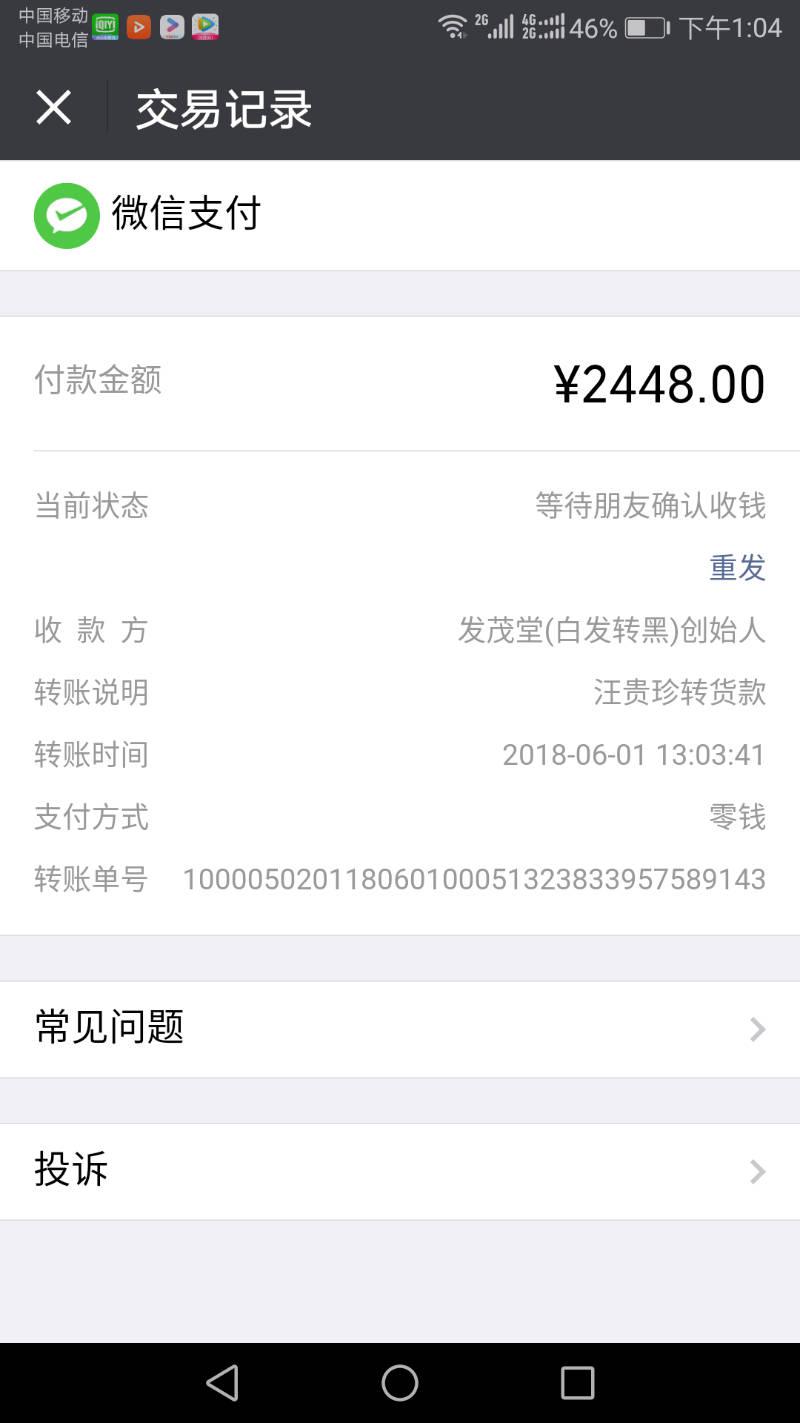 中国移动
中国电信
2G 4G 2G 46% 下午1:04
交易记录
微信支付
付款金额 ¥2448.00
当前状态 等待朋友确认收钱
重发
收款方 发茂堂(白发转黑)创始人
转账说明 汪贵珍转货款
转账时间 2018-06-01 13:03:41
支付方式 零钱
转账单号 1000050201180601000513238339575​89143
常见问题
投诉